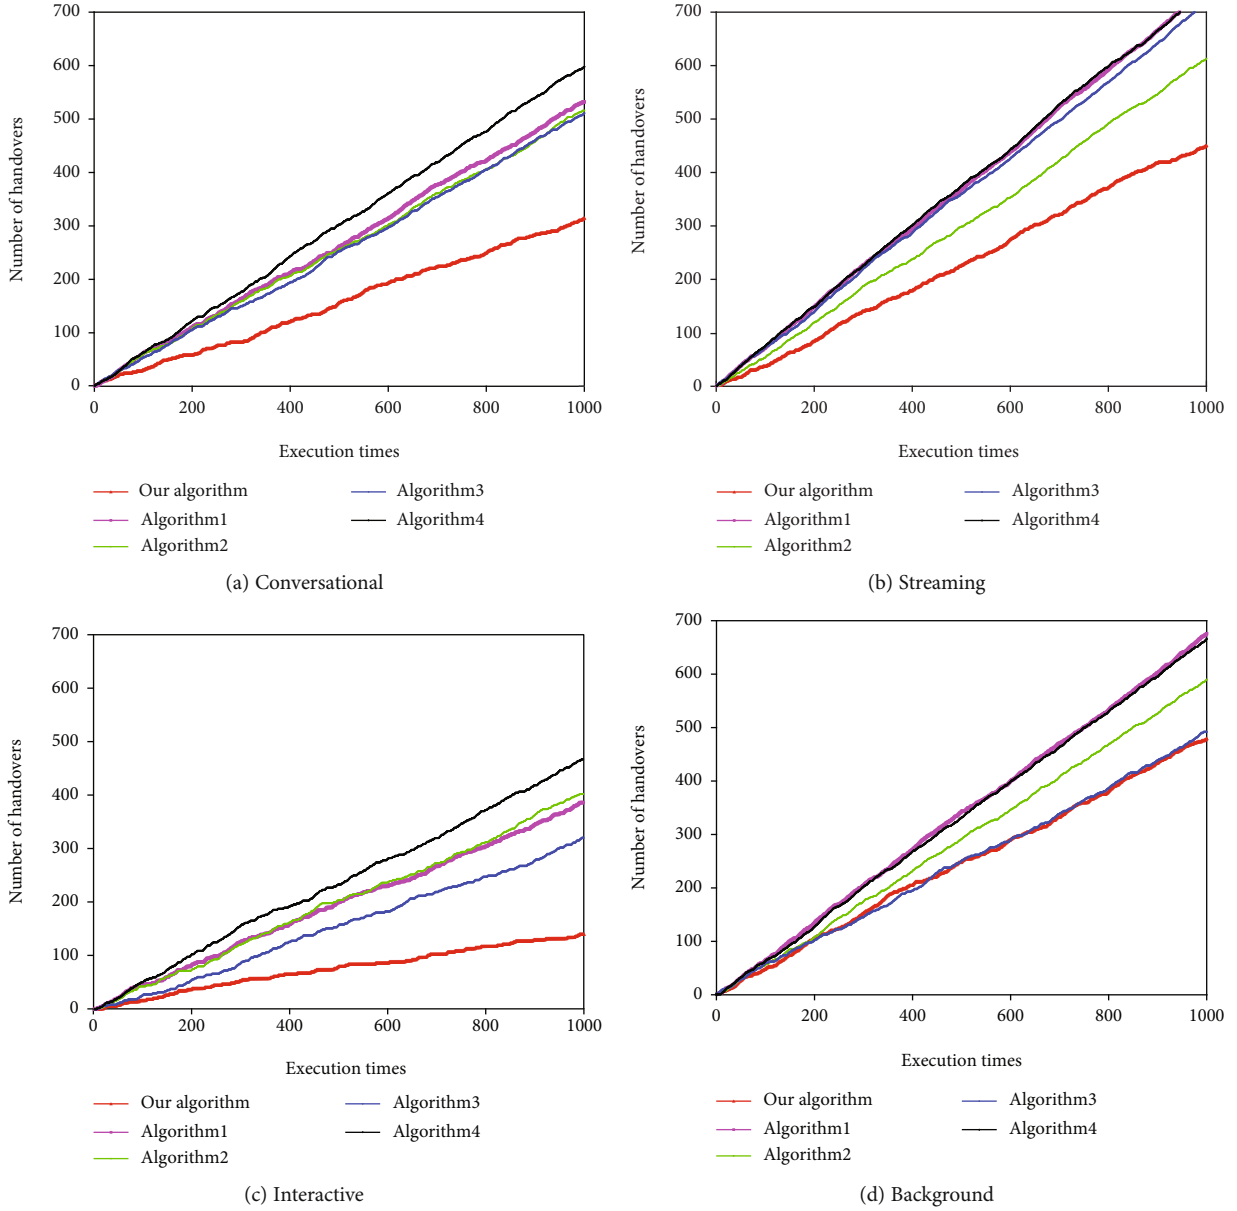 700
600
500
400
300
200
100
0
Number of handovers
0 200 400 600 800 1000
Execution times
Our algorithm
Algorithm1
Algorithm2
Algorithm3
Algorithm4
(a) Conversational
700
600
500
400
300
200
100
0
Number of handovers
0 200 400 600 800 1000
Execution times
Our algorithm
Algorithm1
Algorithm2
Algorithm3
Algorithm4
(b) Streaming
700
600
500
400
300
200
100
0
Number of handovers
0 200 400 600 800 1000
Execution times
Our algorithm
Algorithm1
Algorithm2
Algorithm3
Algorithm4
(c) Interactive
700
600
500
400
300
200
100
0
Number of handovers
0 200 400 600 800 1000
Execution times
Our algorithm
Algorithm1
Algorithm2
Algorithm3
Algorithm4
(d) Background